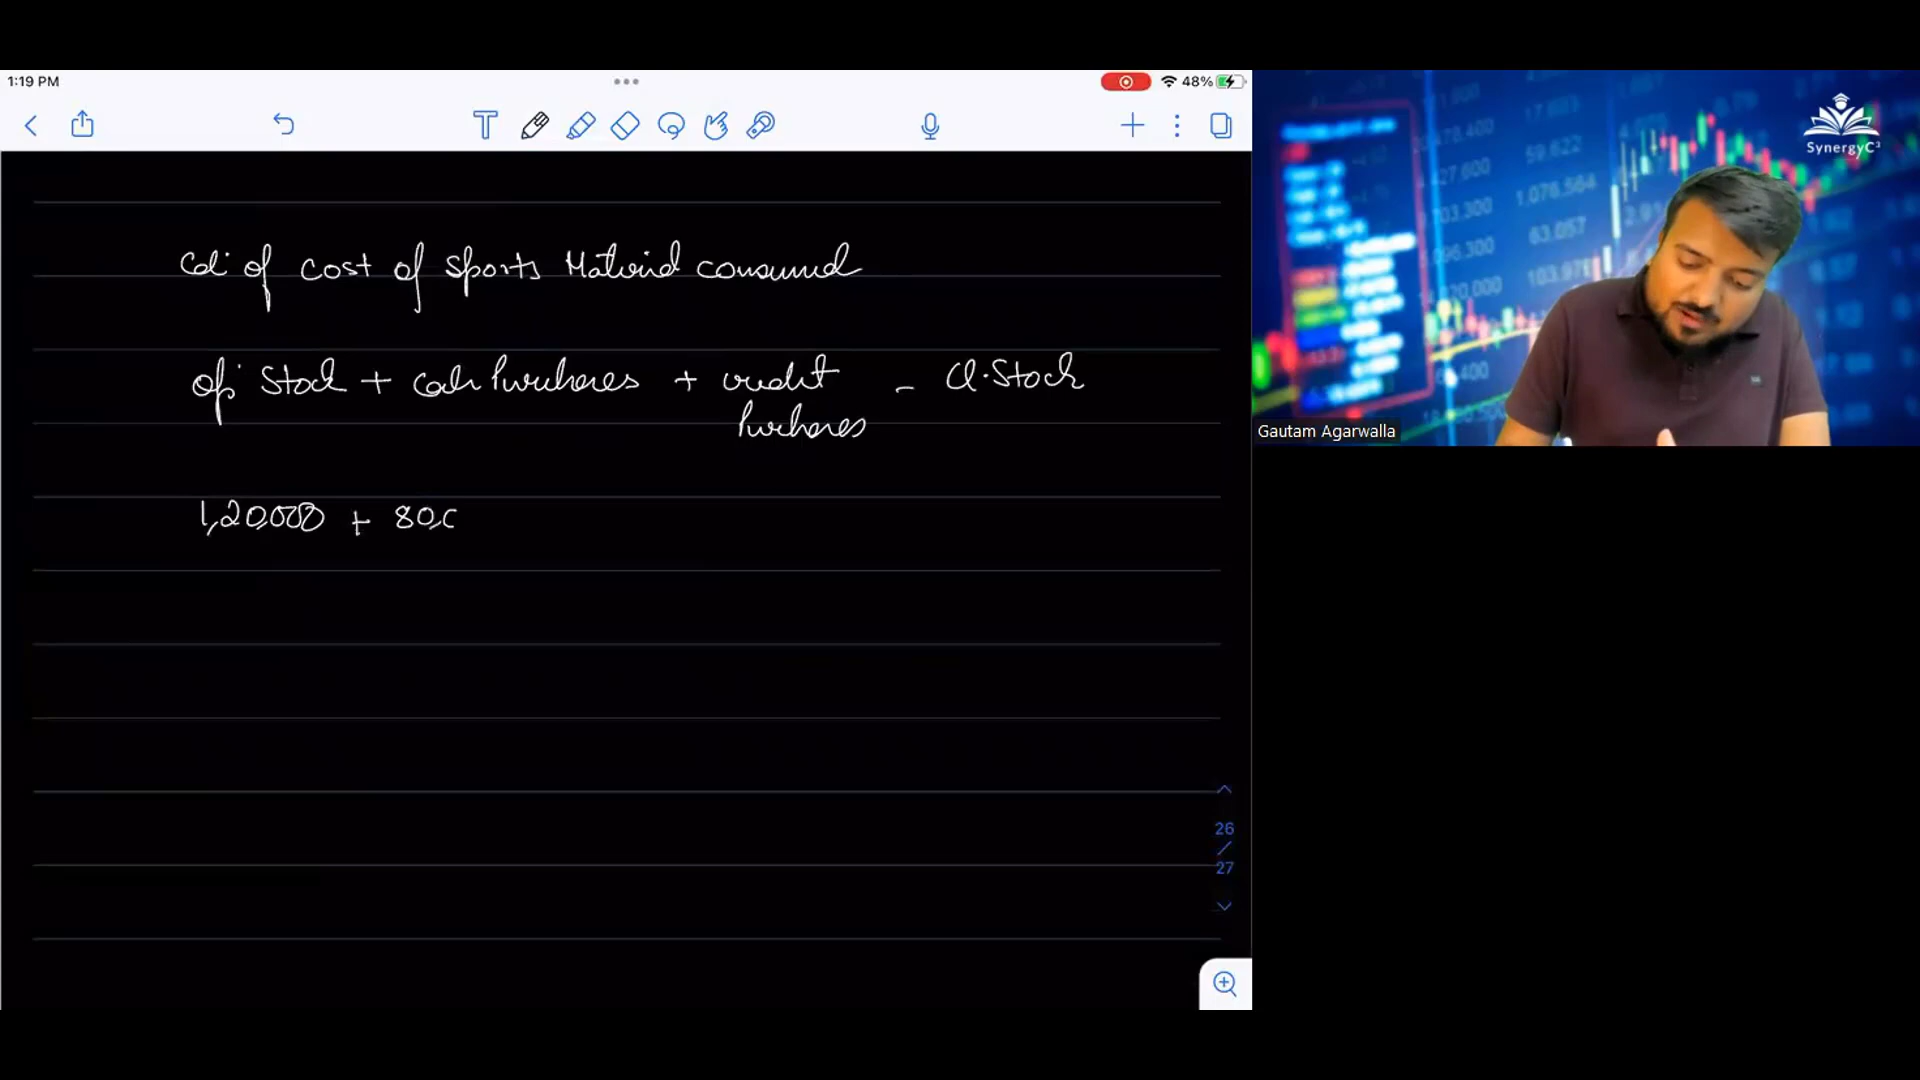 1:19 PM
48%
SynergyC³
Cal. of cost of sports Material consumed
op. Stock + cash Purchases + credit Purchases - Cl. Stock
1,20,000 + 80,0
Gautam Agarwalla
26
/
27